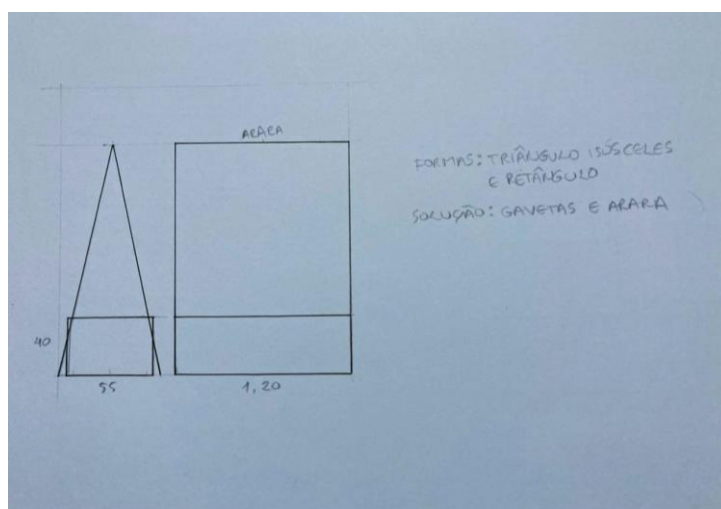 ARARA
FORMAS: TRIÂNGULO ISÓSCELES
E RETÂNGULO
SOLUÇÃO: GAVETAS E ARARA
40
55
1,20